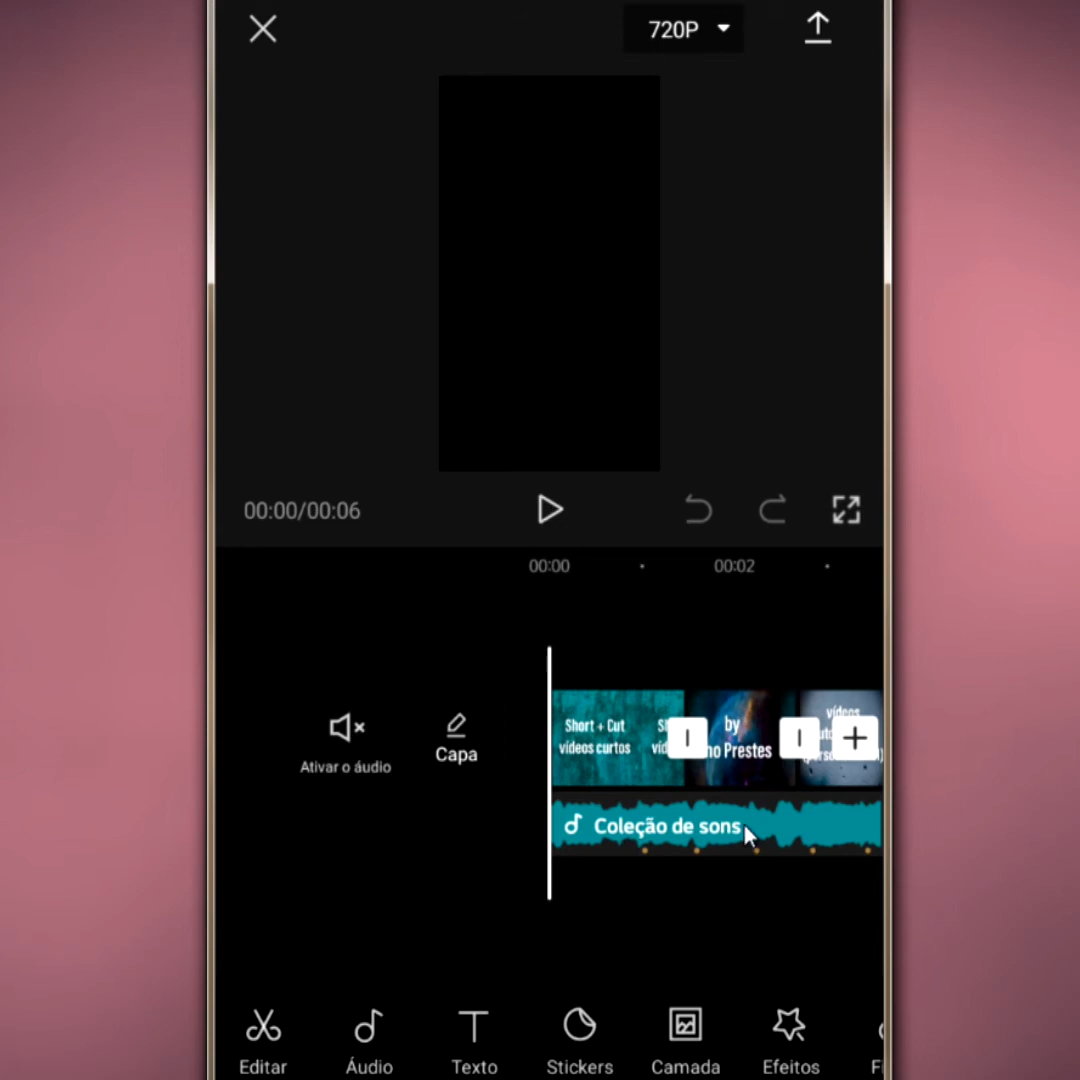 720P
00:00/00:06
00:00
00:02
Short + Cut
vídeos curtos
by
Prestes
vídeos
Ativar o áudio
Capa
Coleção de sons
Editar
Áudio
Texto
Stickers
Camada
Efeitos